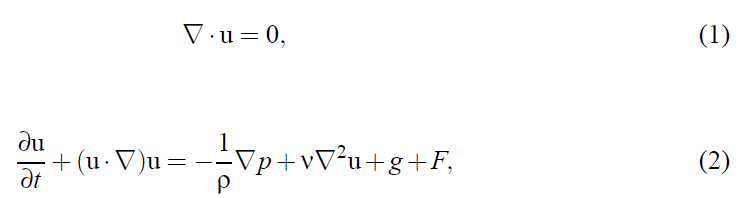 ∇ · u = 0, (1)
∂u/∂t + (u · ∇)u = −1/ρ ∇p + ν∇²u + g + F, (2)